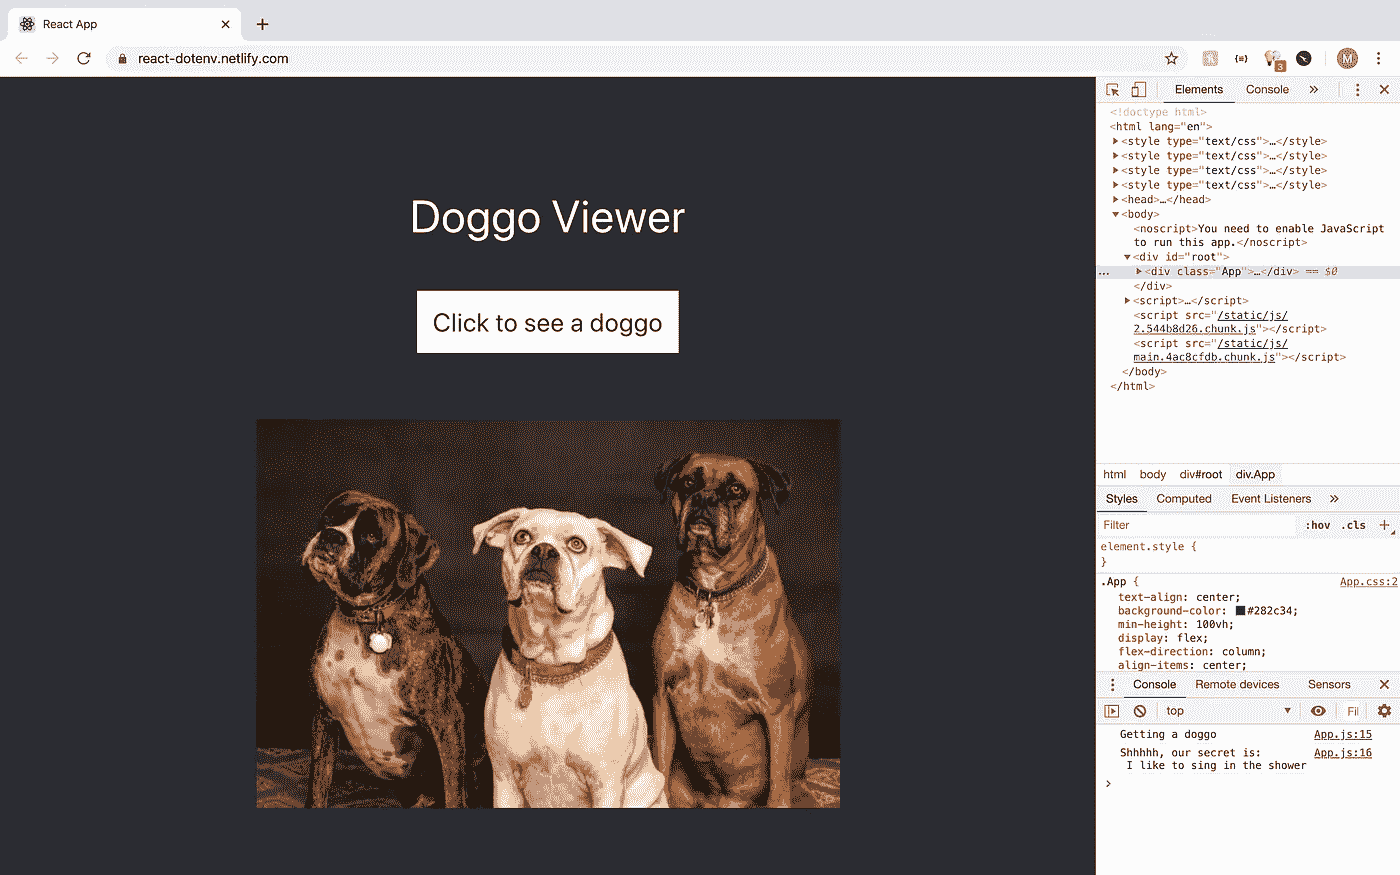 React App
react-dotenv.netlify.com
{≡}
3
M
Doggo Viewer
Click to see a doggo
Elements Console »
<!doctype html>
<html lang="en">
<style type="text/css">…</style>
<style type="text/css">…</style>
<style type="text/css">…</style>
<style type="text/css">…</style>
<head>…</head>
<body>
<noscript>You need to enable JavaScript
to run this app.</noscript>
<div id="root">
… <div class="App">…</div> == $0
</div>
<script>…</script>
<script src="/static/js/
2.544b8d26.chunk.js"></script>
<script src="/static/js/
main.4ac8cfdb.chunk.js"></script>
</body>
</html>
html body div#root div.App
Styles Computed Event Listeners »
Filter :hov .cls +
element.style {
}
.App { App.css:2
text-align: center;
background-color: #282c34;
min-height: 100vh;
display: flex;
flex-direction: column;
align-items: center;
Console Remote devices Sensors
top Fil
Getting a doggo App.js:15
Shhhhh, our secret is: App.js:16
I like to sing in the shower
>